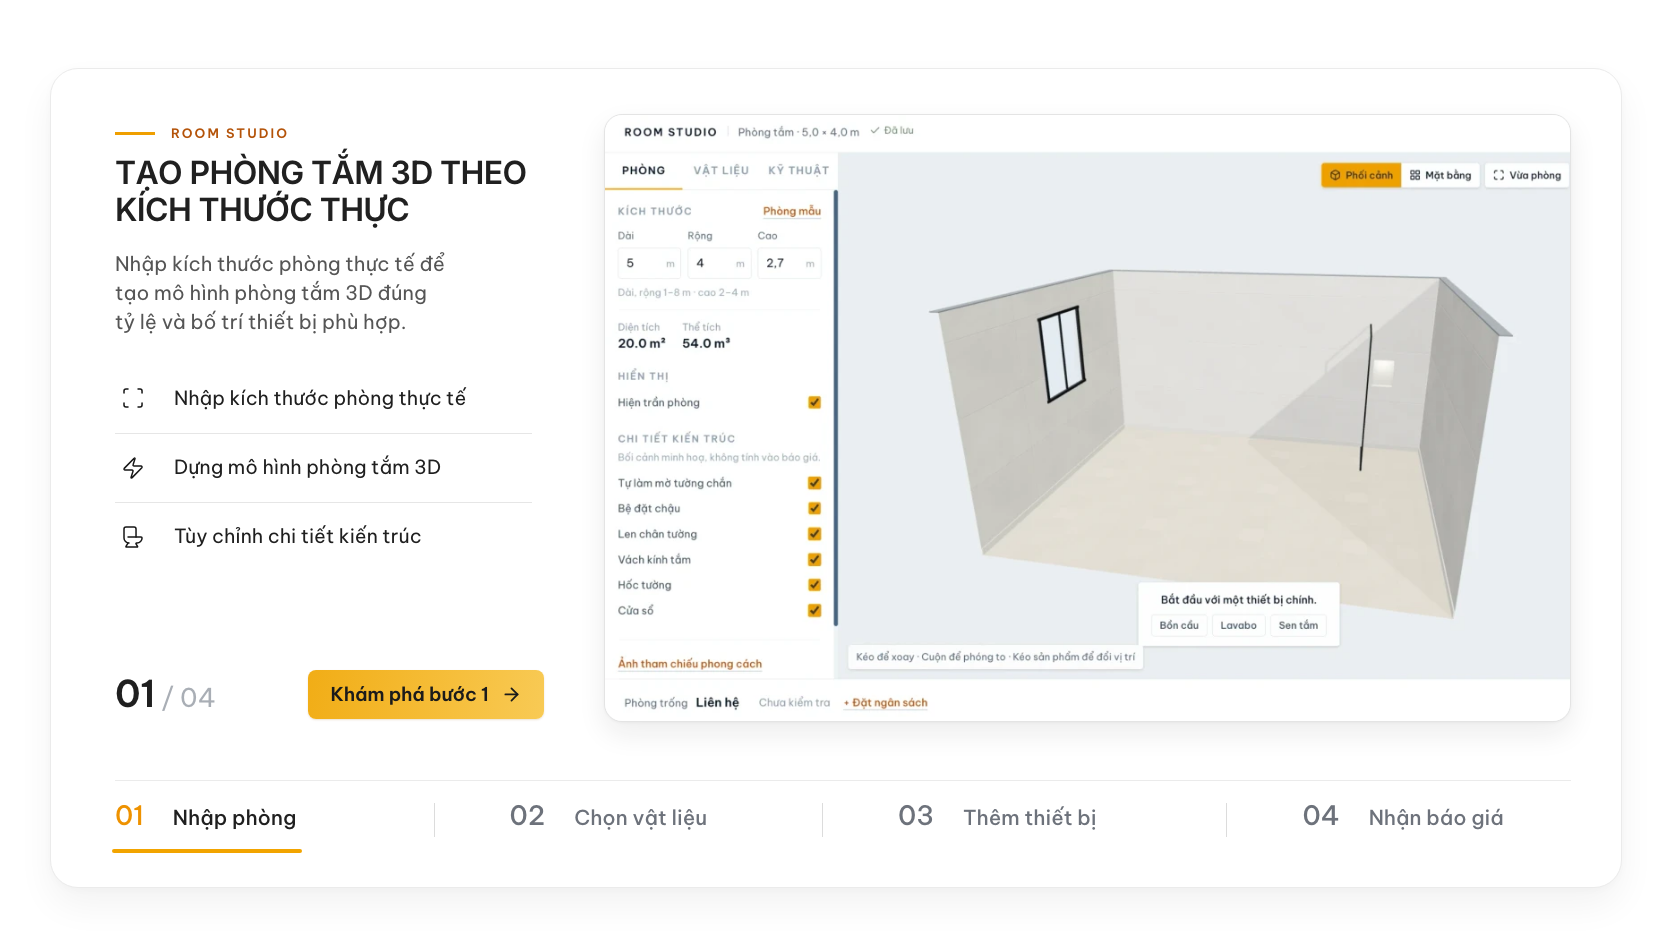 ROOM STUDIO
TẠO PHÒNG TẮM 3D THEO
KÍCH THƯỚC THỰC
Nhập kích thước phòng thực tế để
tạo mô hình phòng tắm 3D đúng
tỷ lệ và bố trí thiết bị phù hợp.
Nhập kích thước phòng thực tế
Dựng mô hình phòng tắm 3D
Tùy chỉnh chi tiết kiến trúc
01 / 04
Khám phá bước 1
ROOM STUDIO
Phòng tắm · 5,0 × 4,0 m
Đã lưu
PHÒNG
VẬT LIỆU
KỸ THUẬT
Phối cảnh
Mặt bằng
Vừa phòng
KÍCH THƯỚC
Phòng mẫu
Dài
Rộng
Cao
5 m
4 m
2,7 m
Dài, rộng 1–8 m · cao 2–4 m
Diện tích
Thể tích
20.0 m²
54.0 m³
HIỂN THỊ
Hiện trần phòng
CHI TIẾT KIẾN TRÚC
Bối cảnh minh hoạ, không tính vào báo giá.
Tự làm mờ tường chắn
Bệ đặt chậu
Len chân tường
Vách kính tắm
Hốc tường
Cửa sổ
Ảnh tham chiếu phong cách
Bắt đầu với một thiết bị chính.
Bồn cầu
Lavabo
Sen tắm
Kéo để xoay · Cuộn để phóng to · Kéo sản phẩm để đổi vị trí
Phòng trống
Liên hệ
Chưa kiểm tra
+ Đặt ngân sách
01 Nhập phòng
02 Chọn vật liệu
03 Thêm thiết bị
04 Nhận báo giá